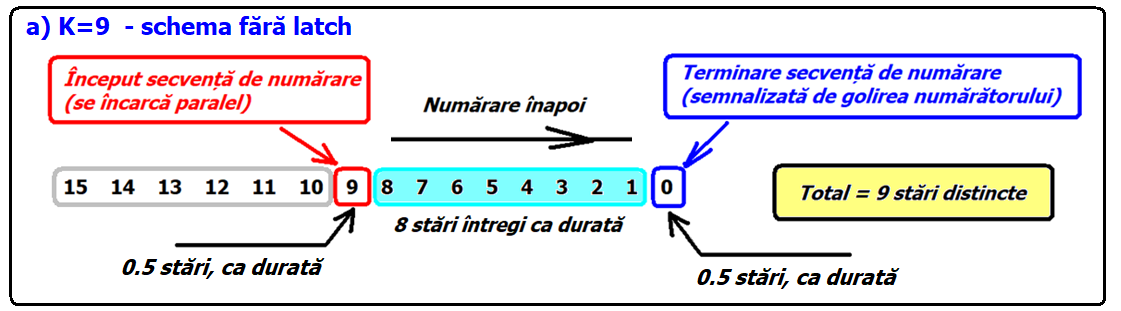 a) K=9 - schema fără latch
Început secvență de numărare
(se încarcă paralel)
Numărare înapoi
Terminare secvență de numărare
(semnalizată de golirea numărătorului)
15 14 13 12 11 10 9 8 7 6 5 4 3 2 1 0
Total = 9 stări distincte
8 stări întregi ca durată
0.5 stări, ca durată
0.5 stări, ca durată